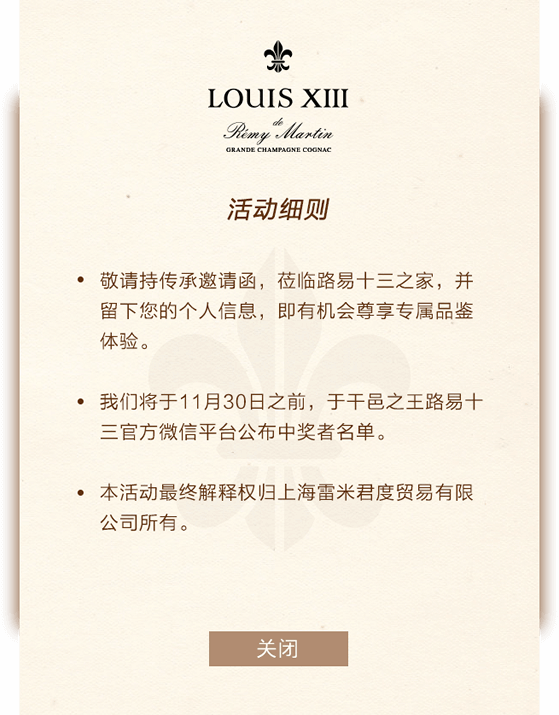 LOUIS XIII
de
Rémy Martin
GRANDE CHAMPAGNE COGNAC
活动细则
• 敬请持传承邀请函，莅临路易十三之家，并
留下您的个人信息，即有机会尊享专属品鉴
体验。
• 我们将于11月30日之前，于干邑之王路易十
三官方微信平台公布中奖者名单。
• 本活动最终解释权归上海雷米君度贸易有限
公司所有。
关闭